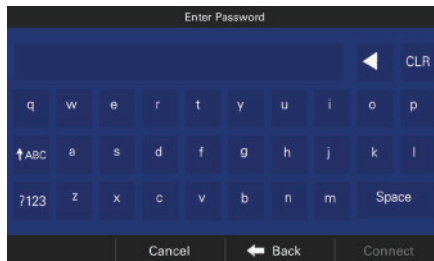 Enter Password
CLR
q w e r t y u i o p
↑ABC a s d f g h j k l
?123 z x c v b n m Space
Cancel Back Connect